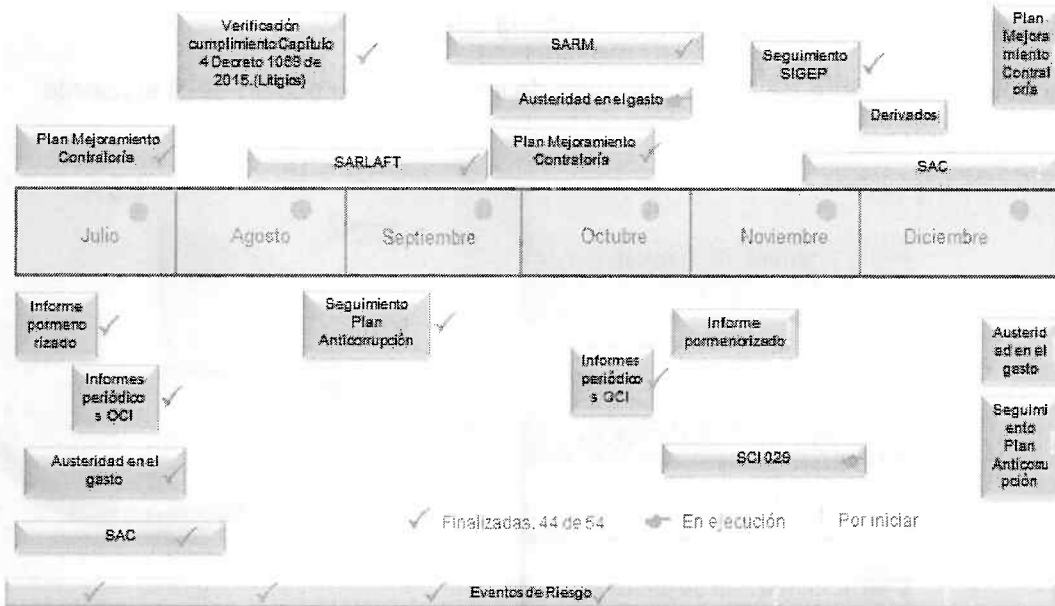 Verificación
cumplimiento Capítulo
4 Decreto 1069 de
2015.(Litigios)
SARM
Seguimiento
SIGEP
Plan
Mejora
miento
Contral
oría
Austeridad en el gasto
Derivados
Plan Mejoramiento
Contraloría
SARLAFT
Plan Mejoramiento
Contraloría
SAC
Julio
Agosto
Septiembre
Octubre
Noviembre
Diciembre
Informe
pormeno
rizado
Seguimiento
Plan
Anticorrupción
Informe
pormenorizado
Austerid
ad en el
gasto
Informes
periódico
s OCI
Informes
periódico
s OCI
Seguimi
ento
Plan
Anticorru
pción
Austeridad en el
gasto
SCI 029
SAC
Finalizadas, 44 de 54
En ejecución
Por iniciar
Eventos de Riesgo